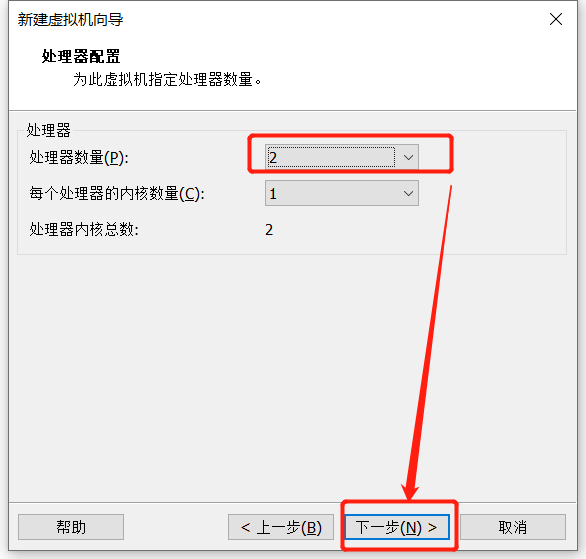 新建虚拟机向导
处理器配置
为此虚拟机指定处理器数量。
处理器
处理器数量(P): 2
每个处理器的内核数量(C): 1
处理器内核总数: 2
帮助 < 上一步(B) 下一步(N) > 取消